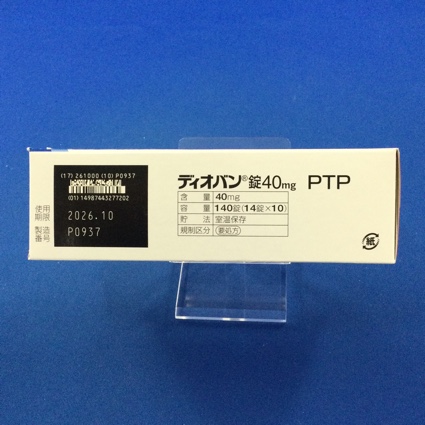 (17) 261000 (10) P0937
(01) 14987443277202
使用
期限
2026.10
製造
番号
P0937
ディオバン®錠40mg PTP
含量 40mg
容量 140錠(14錠×10)
貯法 室温保存
規制区分 処方
紙